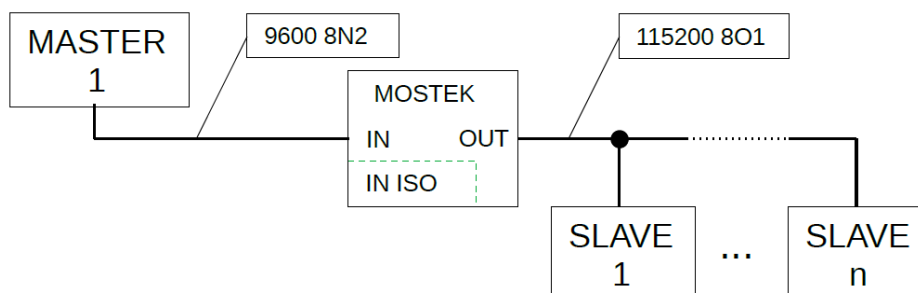 MASTER
1
9600 8N2
115200 8O1
MOSTEK
IN OUT
IN ISO
SLAVE
1
...
SLAVE
n